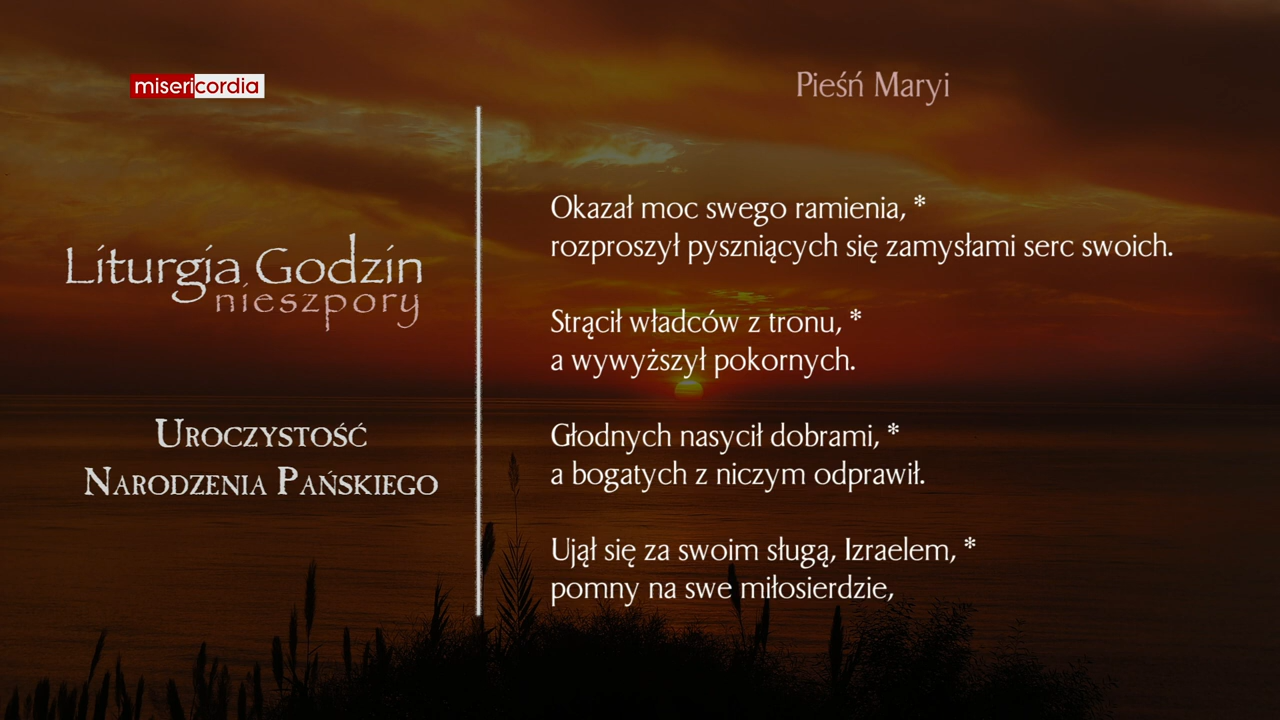 misericordia
Liturgia Godzin
nieszpory
Uroczystość
Narodzenia Pańskiego
Pieśń Maryi
Okazał moc swego ramienia, *
rozproszył pyszniących się zamysłami serc swoich.
Strącił władców z tronu, *
a wywyższył pokornych.
Głodnych nasycił dobrami, *
a bogatych z niczym odprawił.
Ujął się za swoim sługą, Izraelem, *
pomny na swe miłosierdzie,